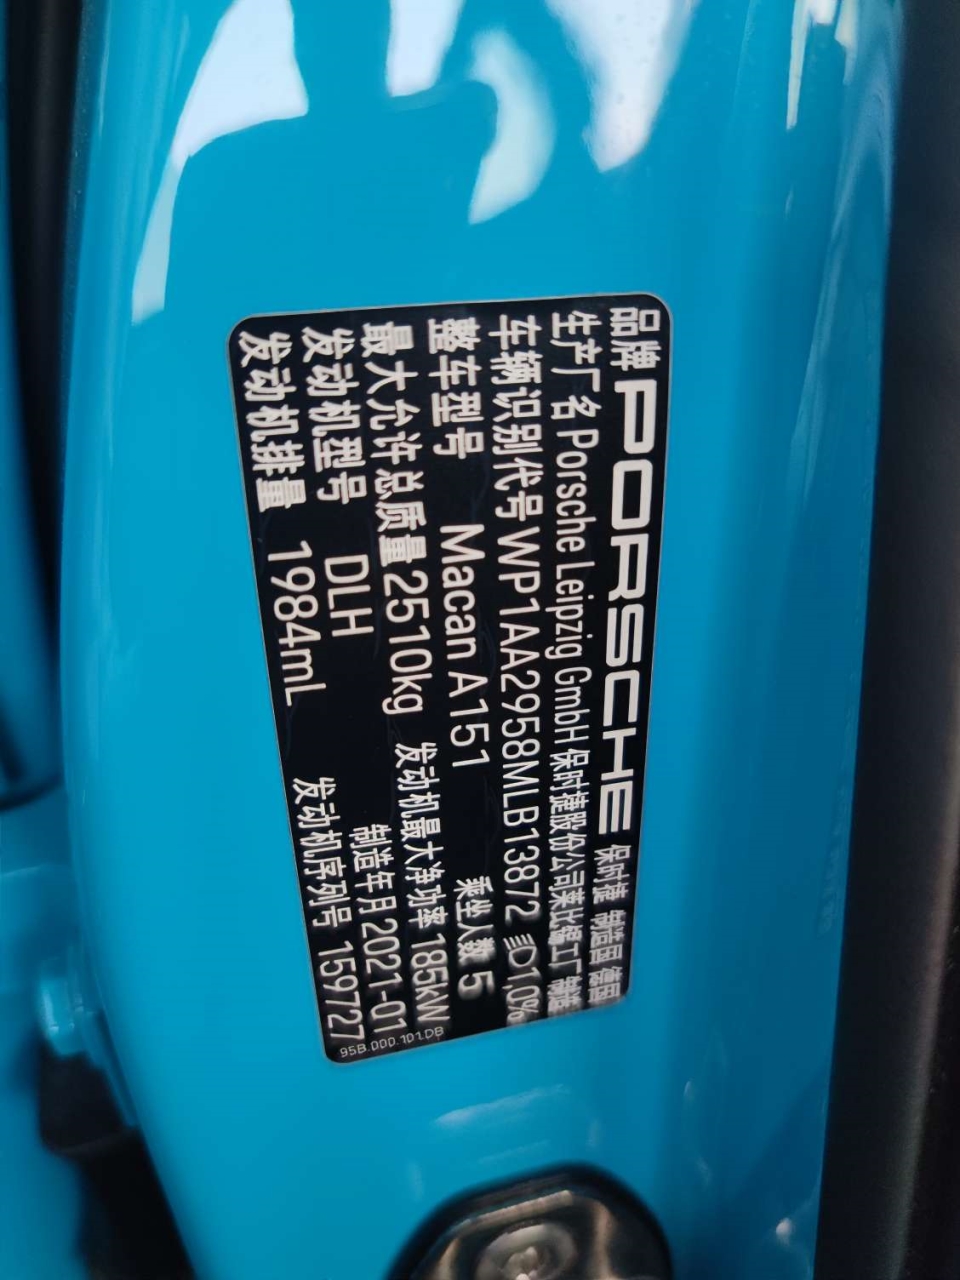 品牌 PORSCHE 保时捷 制造国 德国
生产厂名 Porsche Leipzig GmbH 保时捷股份公司莱比锡工厂 制造
车辆识别代号 WP1AA2958MLB13872 1,0%
整车型号 Macan A151 乘坐人数 5
最大允许总质量 2510kg 发动机最大净功率 185kW
发动机型号 DLH 制造年月 2021-01
发动机排量 1984mL 发动机序列号 159727
95B.000.101.DB